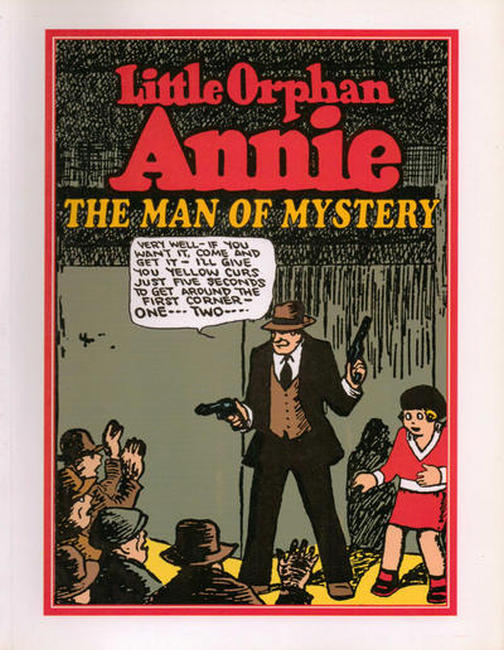 Little Orphan
Annie
THE MAN OF MYSTERY
VERY WELL- IF YOU
WANT IT, COME AND
GET IT- I'LL GIVE
YOU YELLOW CURS
JUST FIVE SECONDS
TO GET AROUND THE
FIRST CORNER-
ONE--- TWO----